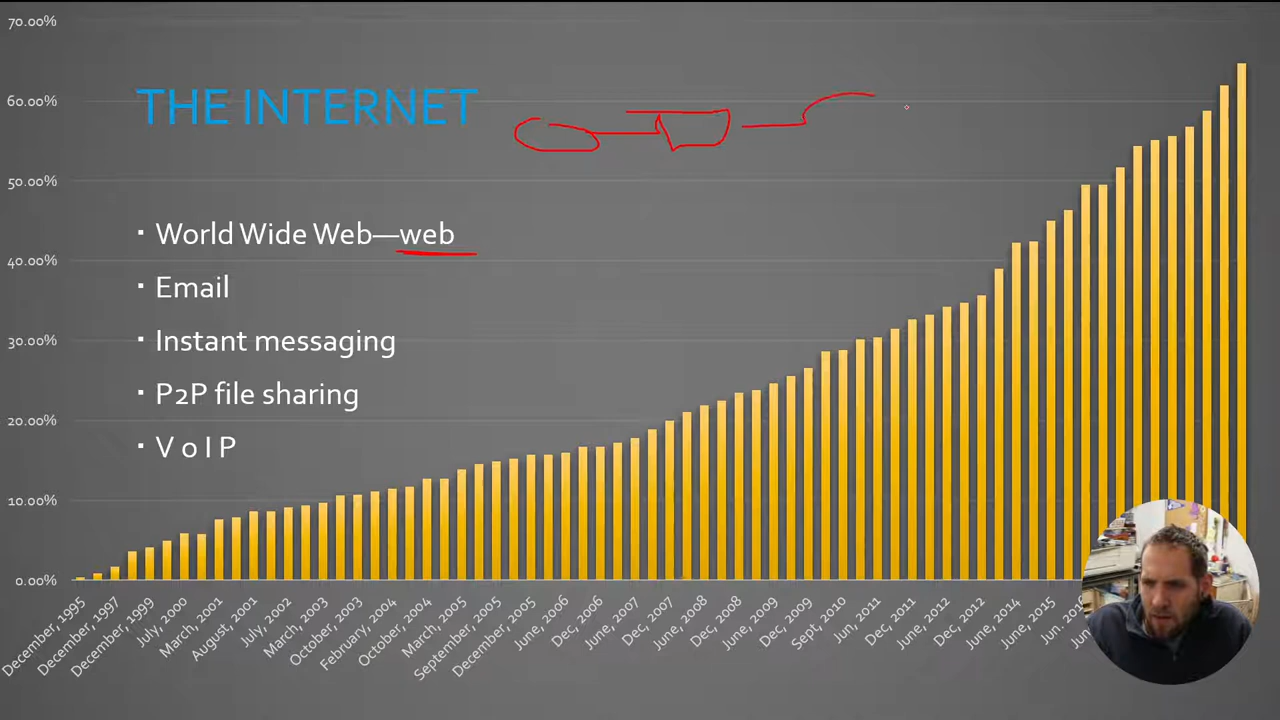 70.00%
THE INTERNET
60.00%
50.00%
▪ World Wide Web—web
40.00%
▪ Email
▪ Instant messaging
30.00%
▪ P2P file sharing
20.00%
▪ V o I P
10.00%
0.00%
December, 1995
December, 1997
December, 1999
July, 2000
March, 2001
August, 2001
July, 2002
March, 2003
October, 2003
February, 2004
October, 2004
March, 2005
September, 2005
December, 2005
June, 2006
Dec, 2006
June, 2007
Dec, 2007
June, 2008
Dec, 2008
June, 2009
Dec, 2009
Sept, 2010
Jun, 2011
Dec, 2011
June, 2012
Dec, 2012
June, 2014
June, 2015